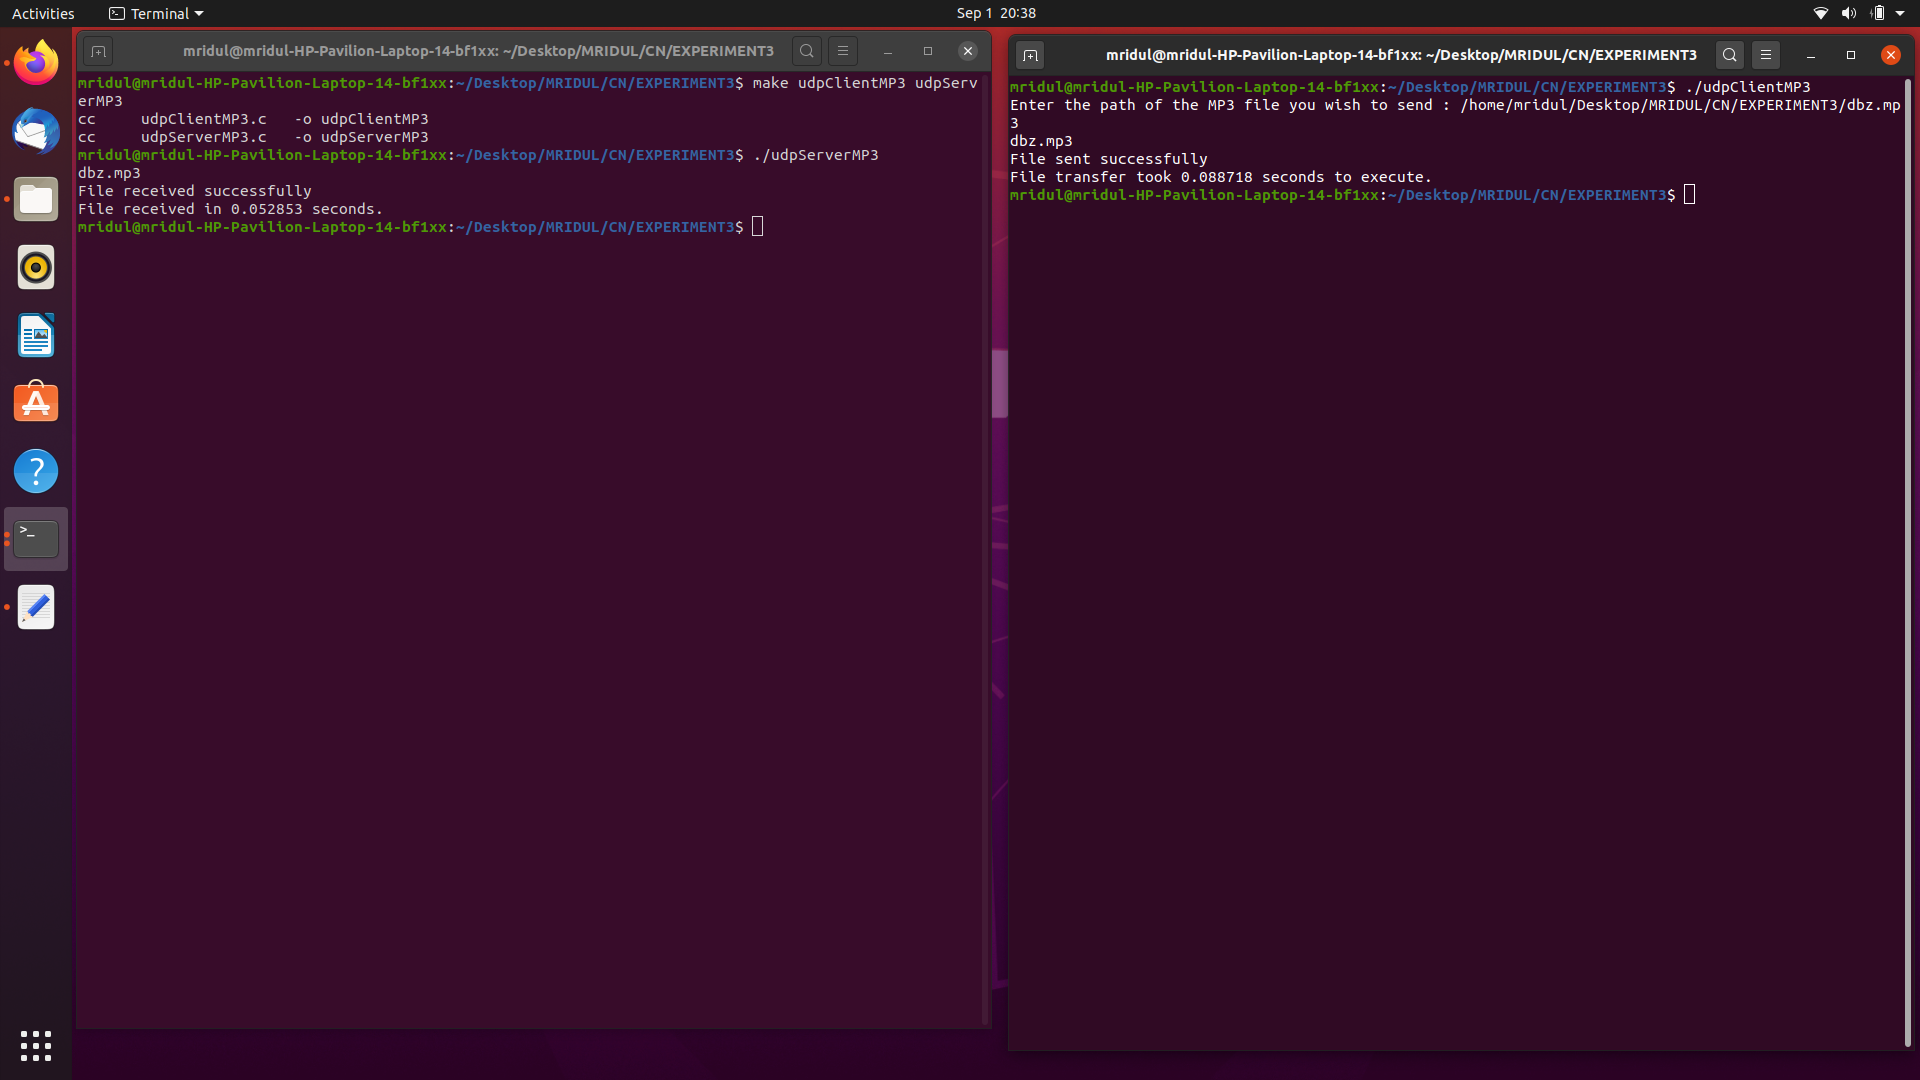 Activities
Terminal
Sep 1 20:38
mridul@mridul-HP-Pavilion-Laptop-14-bf1xx: ~/Desktop/MRIDUL/CN/EXPERIMENT3
mridul@mridul-HP-Pavilion-Laptop-14-bf1xx:~/Desktop/MRIDUL/CN/EXPERIMENT3$ make udpClientMP3 udpServ
erMP3
cc     udpClientMP3.c   -o udpClientMP3
cc     udpServerMP3.c   -o udpServerMP3
mridul@mridul-HP-Pavilion-Laptop-14-bf1xx:~/Desktop/MRIDUL/CN/EXPERIMENT3$ ./udpServerMP3
dbz.mp3
File received successfully
File received in 0.052853 seconds.
mridul@mridul-HP-Pavilion-Laptop-14-bf1xx:~/Desktop/MRIDUL/CN/EXPERIMENT3$
mridul@mridul-HP-Pavilion-Laptop-14-bf1xx: ~/Desktop/MRIDUL/CN/EXPERIMENT3
mridul@mridul-HP-Pavilion-Laptop-14-bf1xx:~/Desktop/MRIDUL/CN/EXPERIMENT3$ ./udpClientMP3
Enter the path of the MP3 file you wish to send : /home/mridul/Desktop/MRIDUL/CN/EXPERIMENT3/dbz.mp
3
dbz.mp3
File sent successfully
File transfer took 0.088718 seconds to execute.
mridul@mridul-HP-Pavilion-Laptop-14-bf1xx:~/Desktop/MRIDUL/CN/EXPERIMENT3$